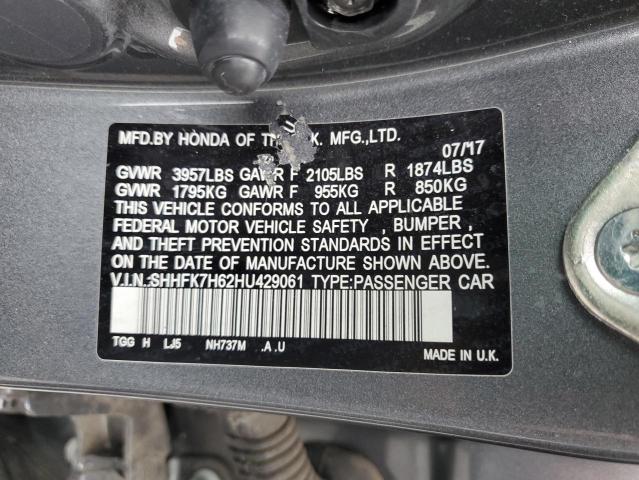 MFD.BY HONDA OF U.K. MFG.,LTD.
07/17
GVWR 3957LBS GAWR F 2105LBS R 1874LBS
GVWR 1795KG GAWR F 955KG R 850KG
THIS VEHICLE CONFORMS TO ALL APPLICABLE
FEDERAL MOTOR VEHICLE SAFETY , BUMPER ,
AND THEFT PREVENTION STANDARDS IN EFFECT
ON THE DATE OF MANUFACTURE SHOWN ABOVE.
V.I.N.:SHHFK7H62HU429061 TYPE:PASSENGER CAR
TGG H LJ5 NH737M .A .U
MADE IN U.K.